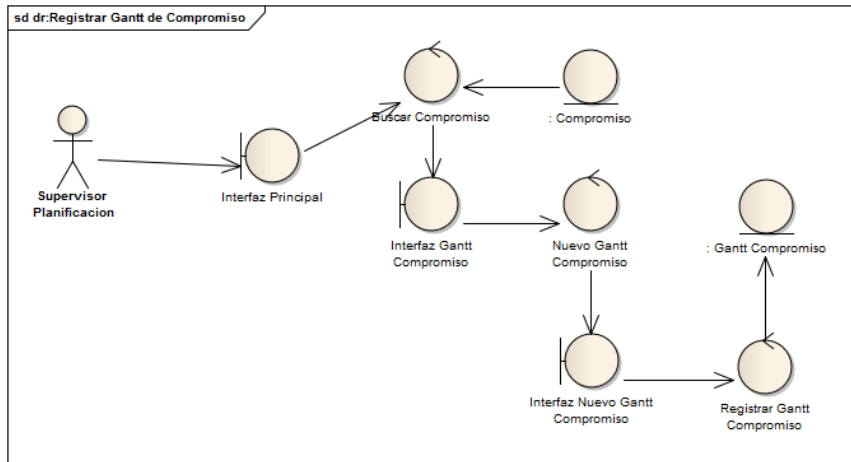 sd dr:Registrar Gantt de Compromiso
Buscar Compromiso
: Compromiso
Supervisor
Planificacion
Interfaz Principal
Interfaz Gantt
Compromiso
Nuevo Gantt
Compromiso
: Gantt Compromiso
Interfaz Nuevo Gantt
Compromiso
Registrar Gantt
Compromiso